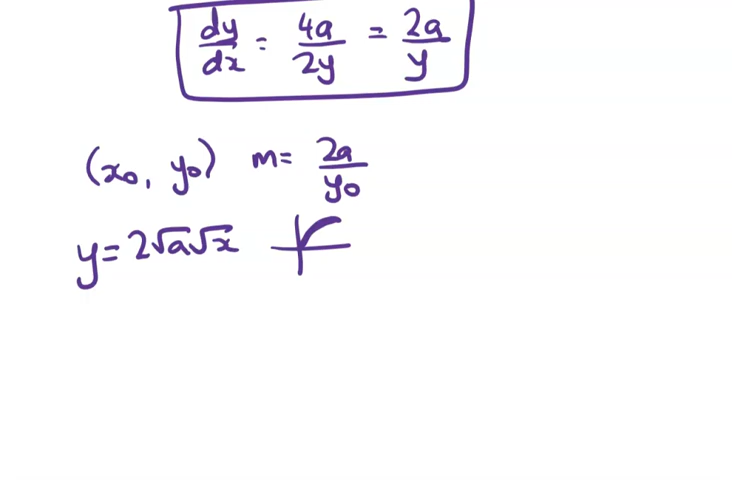 dy/dx = 4a/2y = 2a/y
(x₀, y₀) m = 2a/y₀
y = 2√a√x